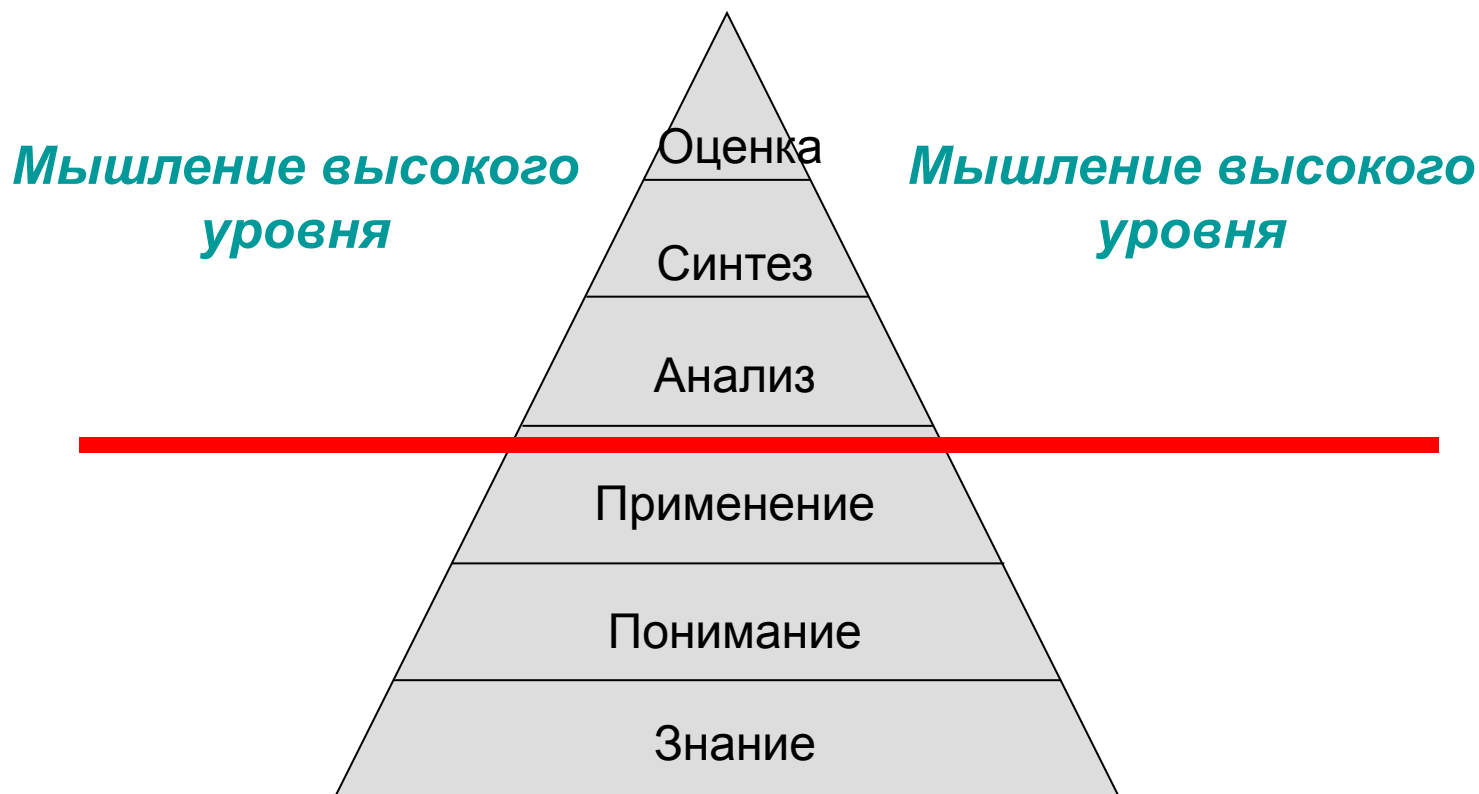 Оценка
Мышление высокого
уровня
Мышление высокого
уровня
Синтез
Анализ
Применение
Понимание
Знание